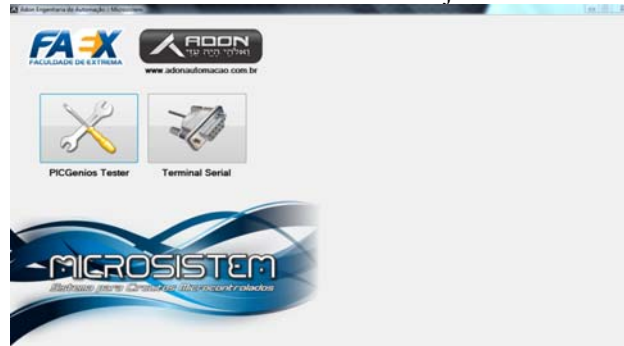 Adon Engenharia de Automação | Microsistem
FAEX
FACULDADE DE EXTREMA
ADON
www.adonautomacao.com.br
PICGenios Tester
Terminal Serial
MICROSISTEM
Sistema para Circuitos Microcontrolados